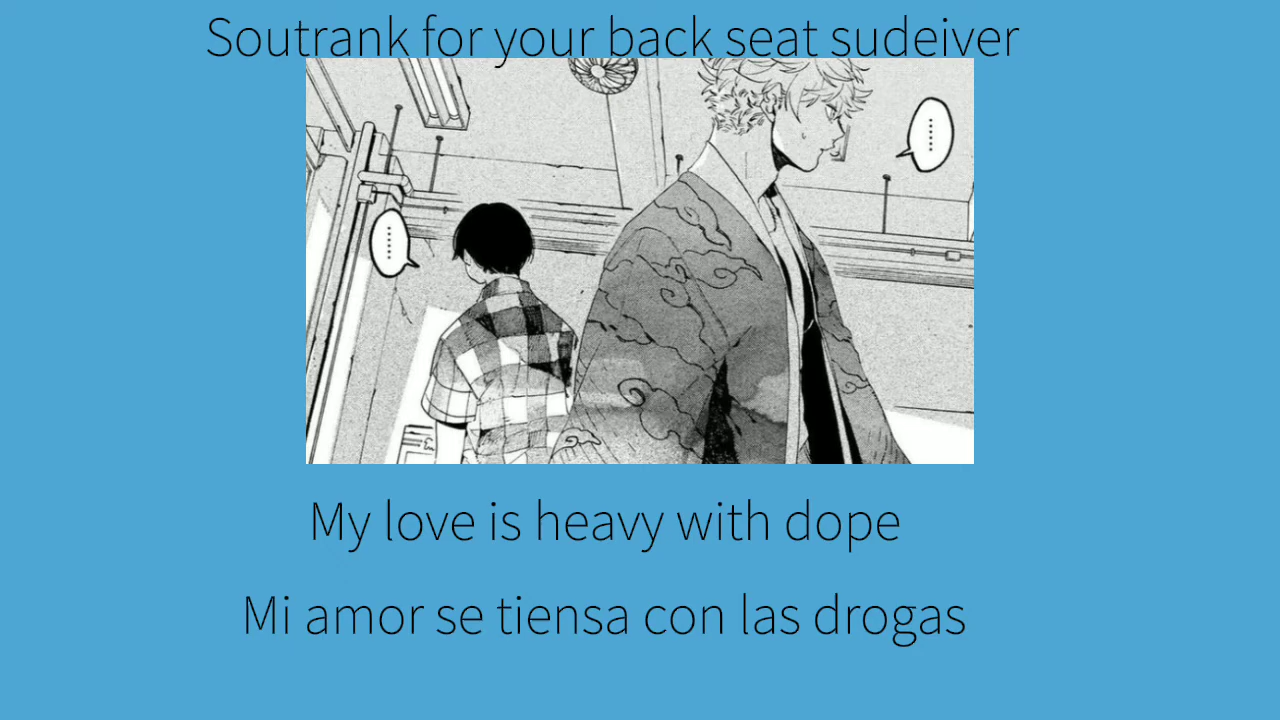 Soutrank for your back seat sudeiver
My love is heavy with dope
Mi amor se tiensa con las drogas